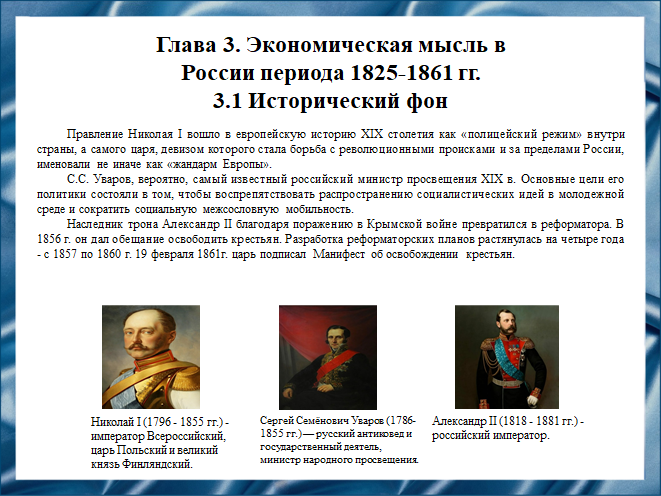 Глава 3. Экономическая мысль в
России периода 1825-1861 гг.
3.1 Исторический фон
Правление Николая I вошло в европейскую историю XIX столетия как «полицейский режим» внутри
страны, а самого царя, девизом которого стала борьба с революционными происками и за пределами России,
именовали не иначе как «жандарм Европы».
С.С. Уваров, вероятно, самый известный российский министр просвещения XIX в. Основные цели его
политики состояли в том, чтобы воспрепятствовать распространению социалистических идей в молодежной
среде и сократить социальную межсословную мобильность.
Наследник трона Александр II благодаря поражению в Крымской войне превратился в реформатора. В
1856 г. он дал обещание освободить крестьян. Разработка реформаторских планов растянулась на четыре года
- с 1857 по 1860 г. 19 февраля 1861г. царь подписал Манифест об освобождении крестьян.
Николай I (1796 - 1855 гг.) -
император Всероссийский,
царь Польский и великий
князь Финляндский.
Сергей Семёнович Уваров (1786-
1855 гг.)— русский антиковед и
государственный деятель,
министр народного просвещения.
Александр II (1818 - 1881 гг.) -
российский император.